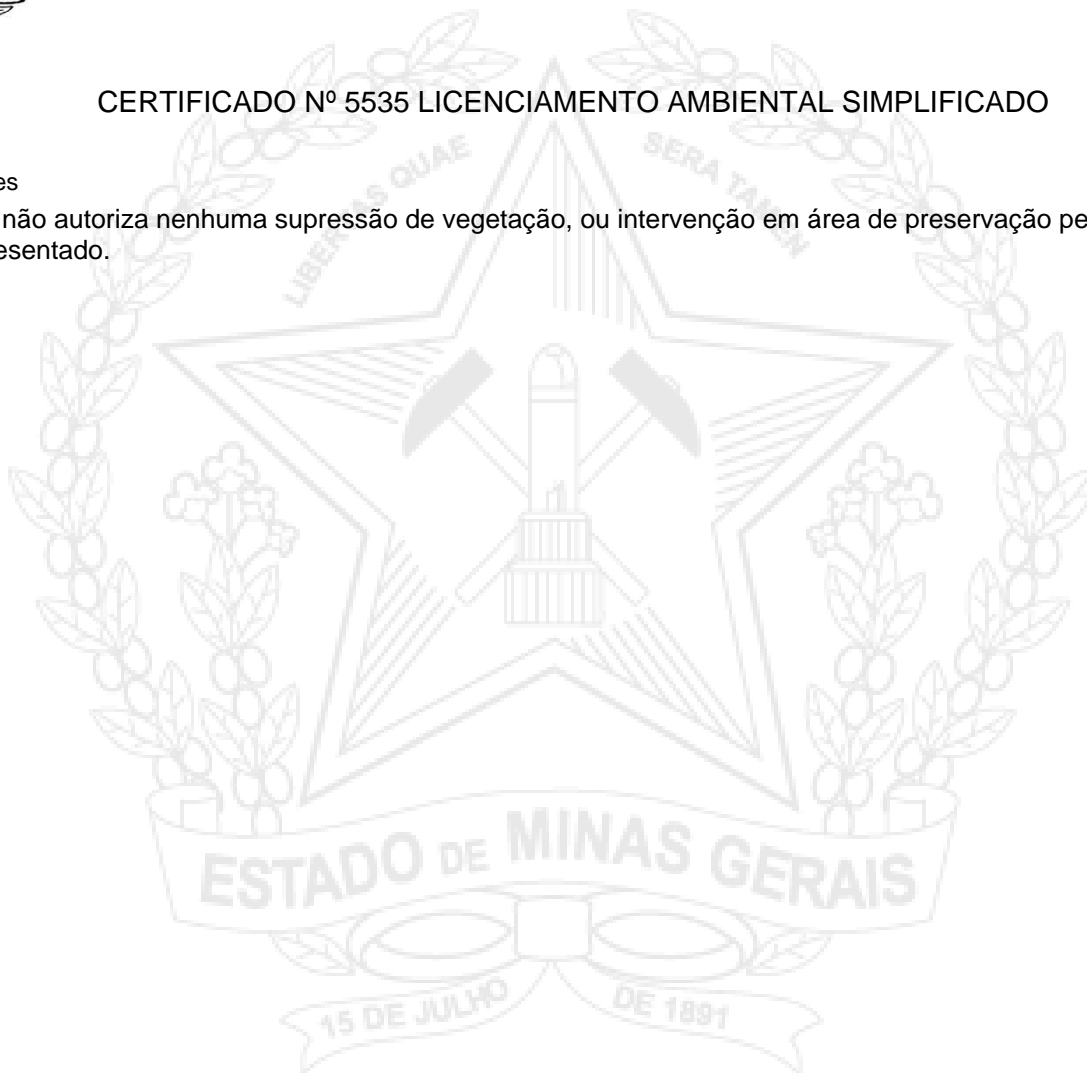 CERTIFICADO Nº 5535 LICENCIAMENTO AMBIENTAL SIMPLIFICADO
es
não autoriza nenhuma supressão de vegetação, ou intervenção em área de preservação pe
esentado.
LIBERTAS QUAE SERA TAMEN
ESTADO DE MINAS GERAIS
15 DE JULHO DE 1891